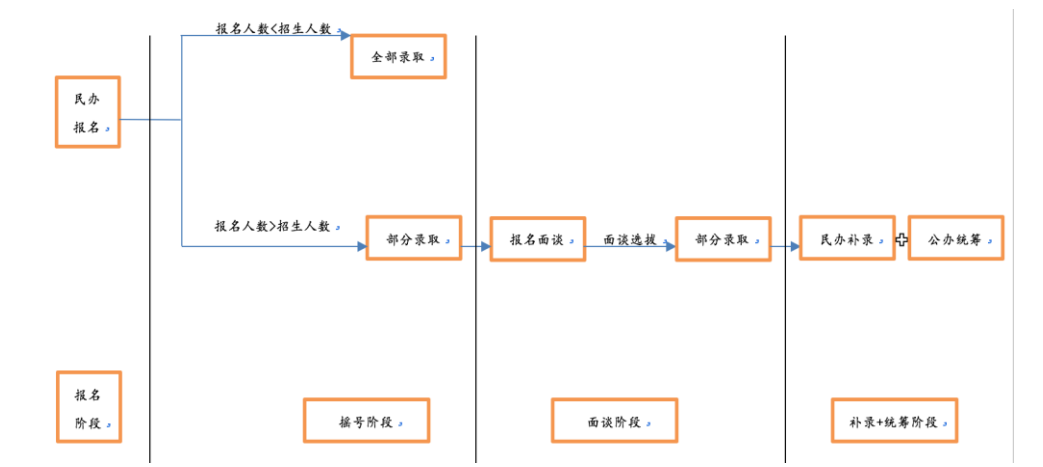 报名人数<招生人数
全部录取
民办
报名
报名人数>招生人数
部分录取
报名面谈
面谈选拔
部分录取
民办补录
公办统筹
报名
阶段
摇号阶段
面谈阶段
补录+统筹阶段